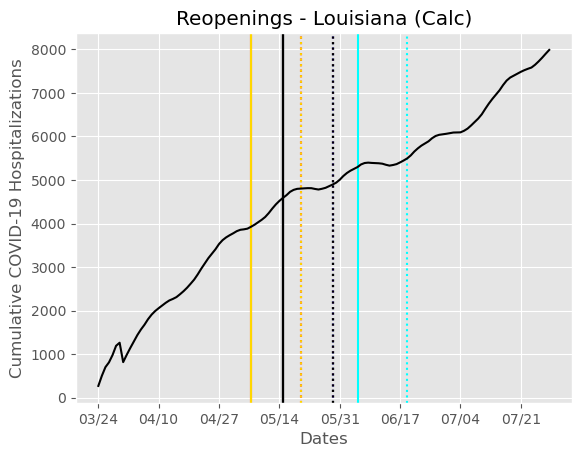 Reopenings - Louisiana (Calc)
Cumulative COVID-19 Hospitalizations
8000
7000
6000
5000
4000
3000
2000
1000
0
03/24 04/10 04/27 05/14 05/31 06/17 07/04 07/21
Dates